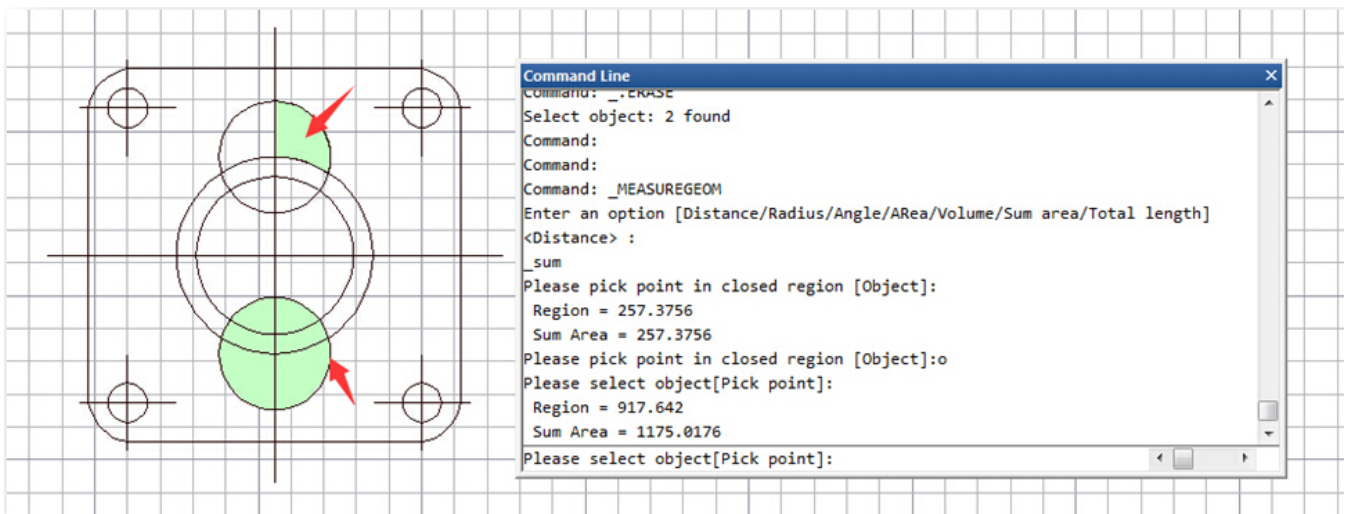 Command Line
Command: _.ERASE
Select object: 2 found
Command:
Command:
Command: _MEASUREGEOM
Enter an option [Distance/Radius/Angle/ARea/Volume/Sum area/Total length]
<Distance> :
_sum
Please pick point in closed region [Object]:
Region = 257.3756
Sum Area = 257.3756
Please pick point in closed region [Object]:o
Please select object[Pick point]:
Region = 917.642
Sum Area = 1175.0176
Please select object[Pick point]: